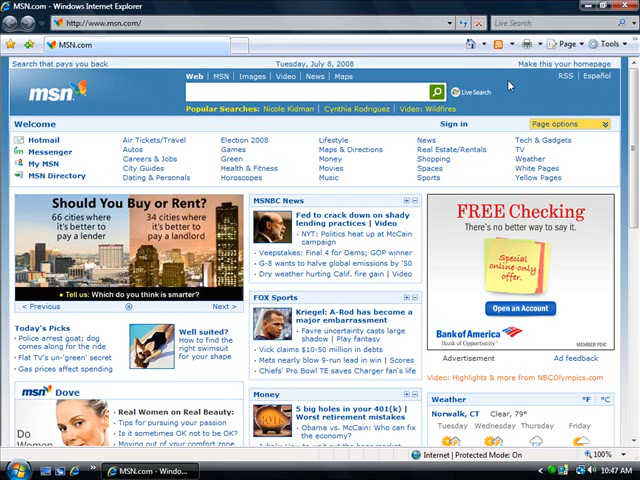 MSN.com - Windows Internet Explorer
http://www.msn.com/
Live Search
MSN.com
Page
Tools
Search that pays you back
Tuesday, July 8, 2008
Make this your homepage
Web | MSN | Images | Video | News | Maps
RSS | Español
msn
Live Search
Popular Searches: Nicole Kidman | Cynthia Rodriguez | Video: Wildfires
Welcome
Sign in
Page options
Hotmail
Messenger
My MSN
MSN Directory
Air Tickets/Travel
Autos
Careers & Jobs
City Guides
Dating & Personals
Election 2008
Games
Green
Health & Fitness
Horoscopes
Lifestyle
Maps & Directions
Money
Movies
Music
News
Real Estate/Rentals
Shopping
Spaces
Sports
Tech & Gadgets
TV
Weather
White Pages
Yellow Pages
Should You Buy or Rent?
66 cities where
it's better to
pay a lender
34 cities where
it's better to
pay a landlord
Tell us: Which do you think is smarter?
< Previous
Next >
Today's Picks
Police arrest goat; dog
comes along for the ride
Flat TV's un-'green' secret
Gas prices affect spending
Well suited?
How to find the
right swimsuit
for your shape
msn Dove
Do
Women
Real Women on Real Beauty:
Tips for pursuing your passion
Is it sometimes OK not to be OK?
Moving out of your comfort zone
MSNBC News
Fed to crack down on shady
lending practices | Video
NYT: Politics heat up at McCain
campaign
Veepstakes: Final 4 for Dems; GOP winner
G-8 wants to halve global emissions by '50
Dry weather hurting Calif. fire gain | Video
FOX Sports
Kriegel: A-Rod has become a
major embarrassment
Favre uncertainty casts large
shadow | Play fantasy
Vick claims $10-50 million in debts
Mets nearly blow 9-run lead in win | Scores
Chiefs' Pro Bowl TE saves Charger fan's life
Money
5 big holes in your 401(k) |
Worst retirement mistakes
Obama vs. McCain: Who can fix
the economy?
FREE Checking
There's no better way to say it.
Special
online-only
offer.
Open an Account
Bank of America
Bank of Opportunity
MEMBER FDIC
Advertisement
Ad feedback
Video: Highlights & more from NBCOlympics.com
Weather
°F | °C
Norwalk, CT
Clear, 79°
Tuesday
Wednesday
Thursday
Friday
Internet | Protected Mode: On
100%
MSN.com - Windo...
10:47 AM